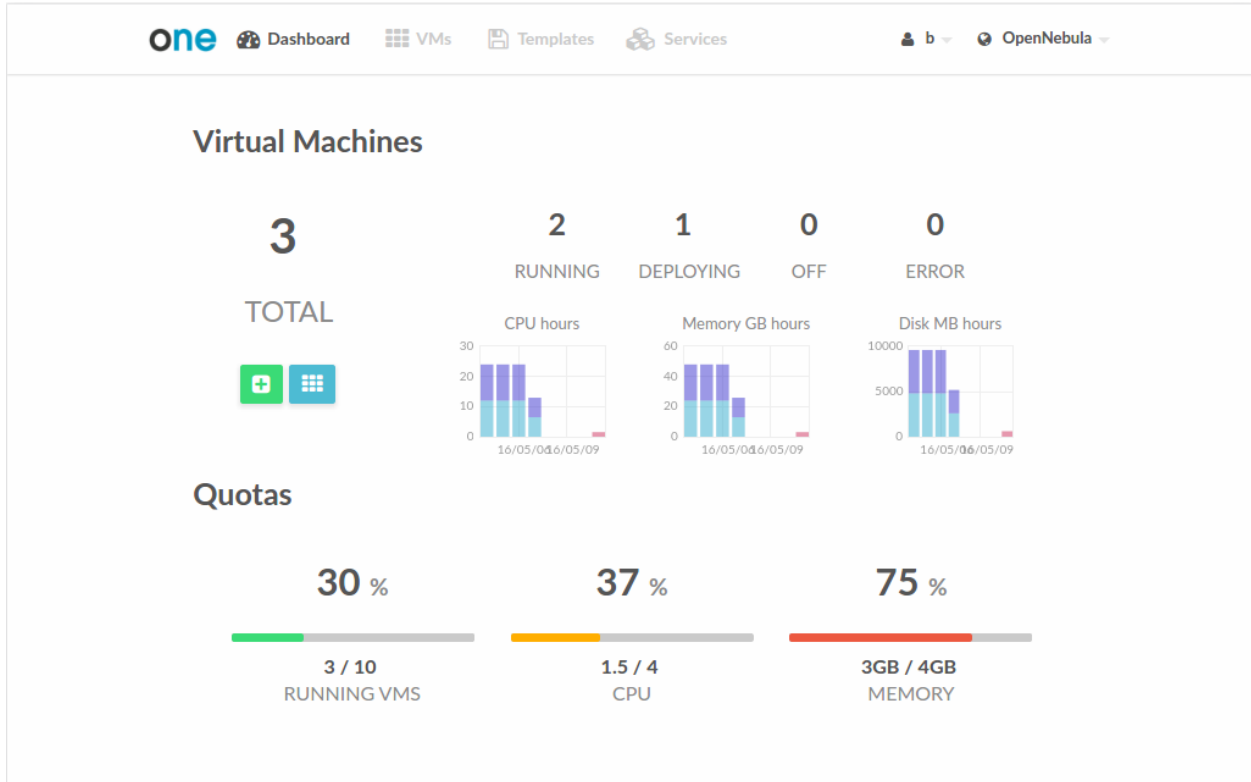 one Dashboard VMs Templates Services b OpenNebula
Virtual Machines
3
TOTAL
2 1 0 0
RUNNING DEPLOYING OFF ERROR
CPU hours
30
20
10
0
16/05/06 16/05/09
Memory GB hours
60
40
20
0
16/05/06 16/05/09
Disk MB hours
10000
5000
0
16/05/06 16/05/09
Quotas
30 % 37 % 75 %
3 / 10 1.5 / 4 3GB / 4GB
RUNNING VMS CPU MEMORY